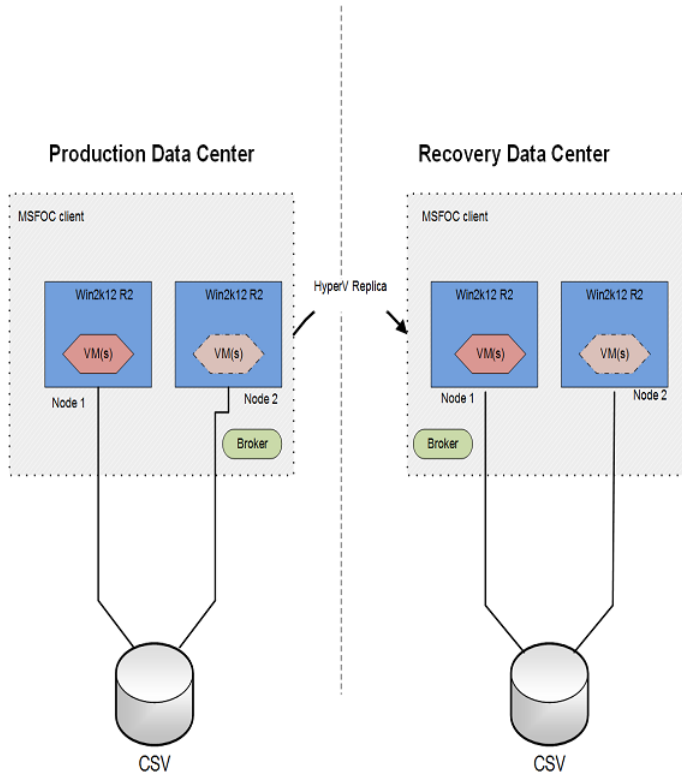 Production Data Center
Recovery Data Center
MSFOC client
MSFOC client
HyperV Replica
Win2k12 R2
Win2k12 R2
Win2k12 R2
Win2k12 R2
VM(s)
VM(s)
VM(s)
VM(s)
Node 1
Node 2
Node 1
Node 2
Broker
Broker
CSV
CSV